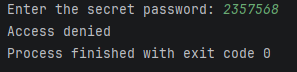 Enter the secret password: 2357568
Access denied
Process finished with exit code 0